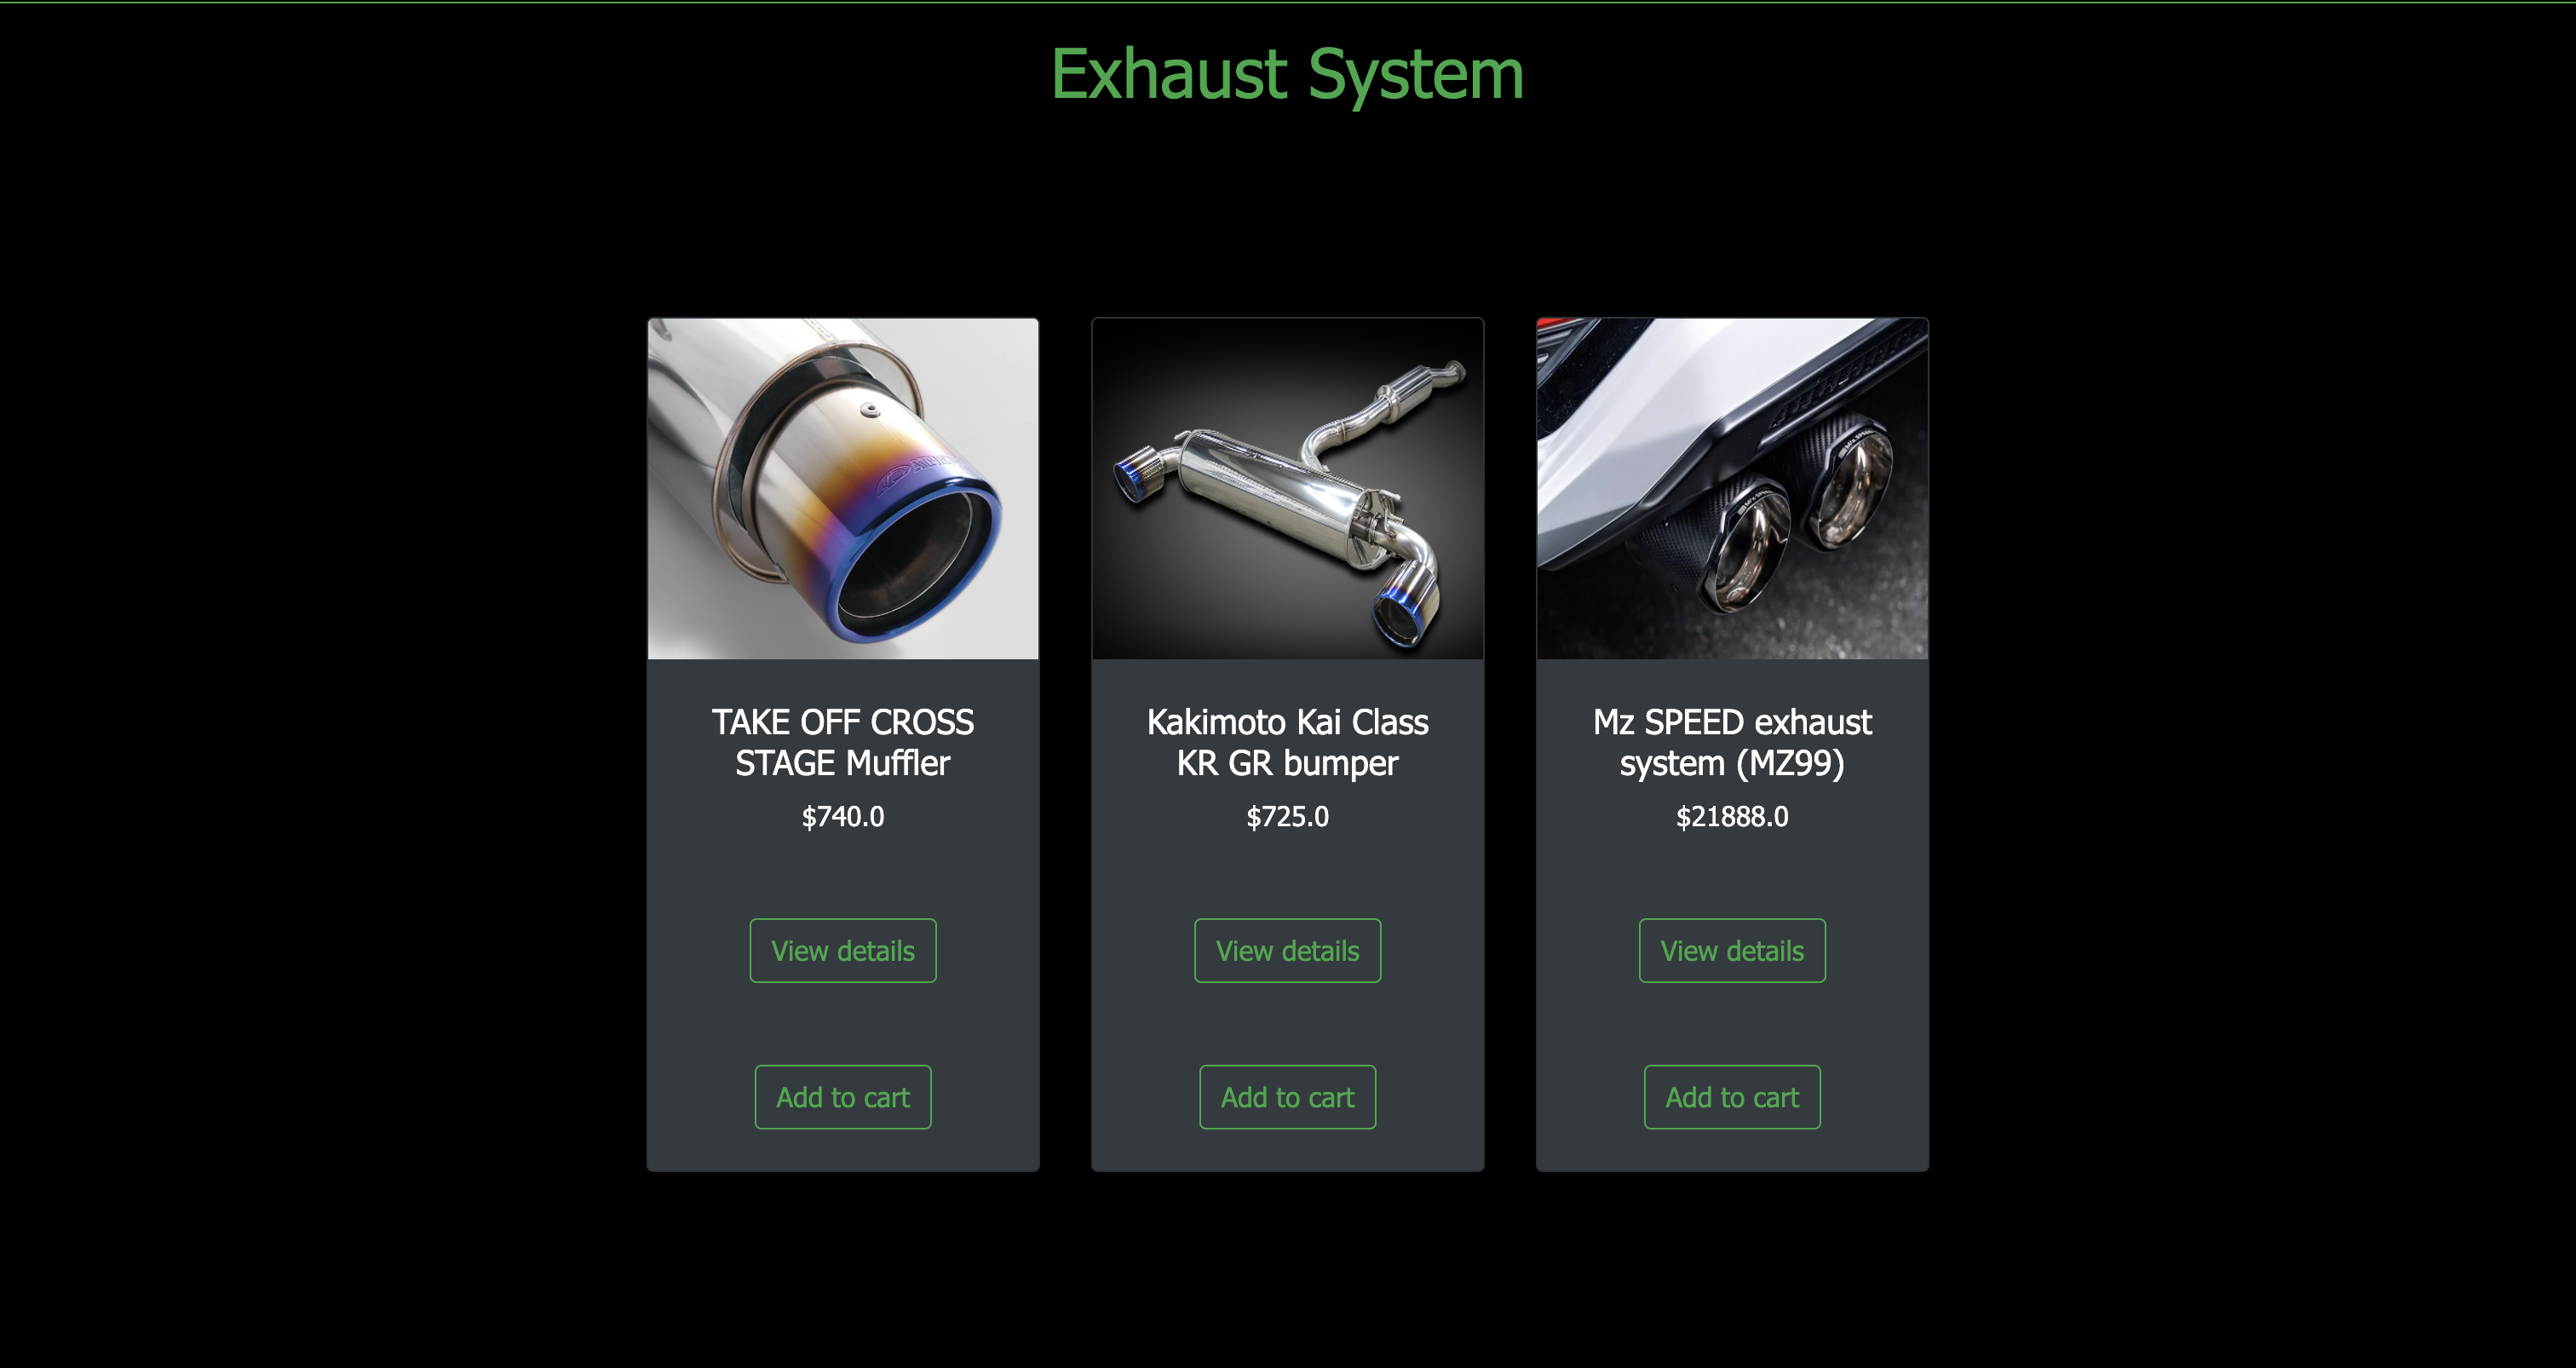 Exhaust System
TAKE OFF CROSS
STAGE Muffler
$740.0
View details
Add to cart
Kakimoto Kai Class
KR GR bumper
$725.0
View details
Add to cart
Mz SPEED exhaust
system (MZ99)
$21888.0
View details
Add to cart